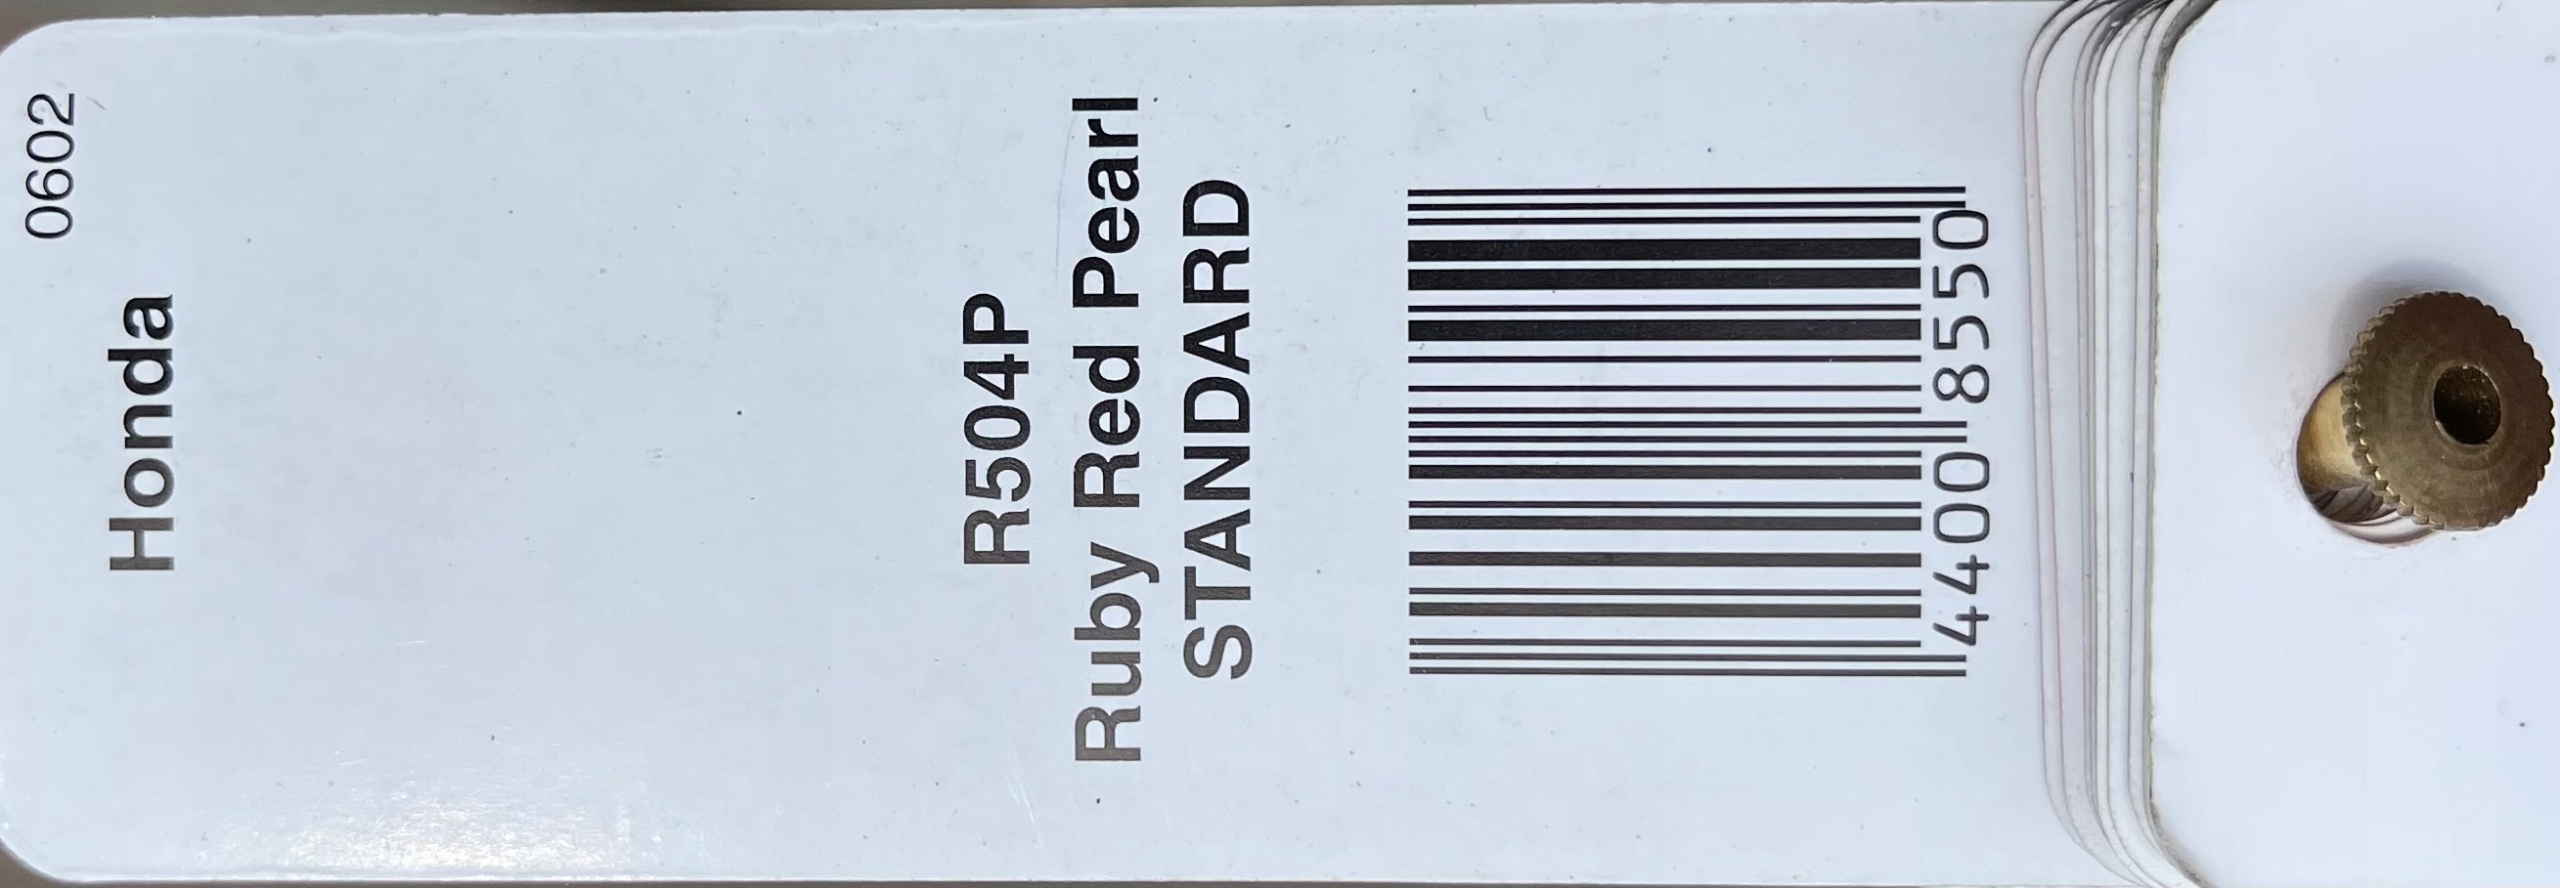 0602
Honda
R504P
Ruby Red Pearl
STANDARD
4400 8550